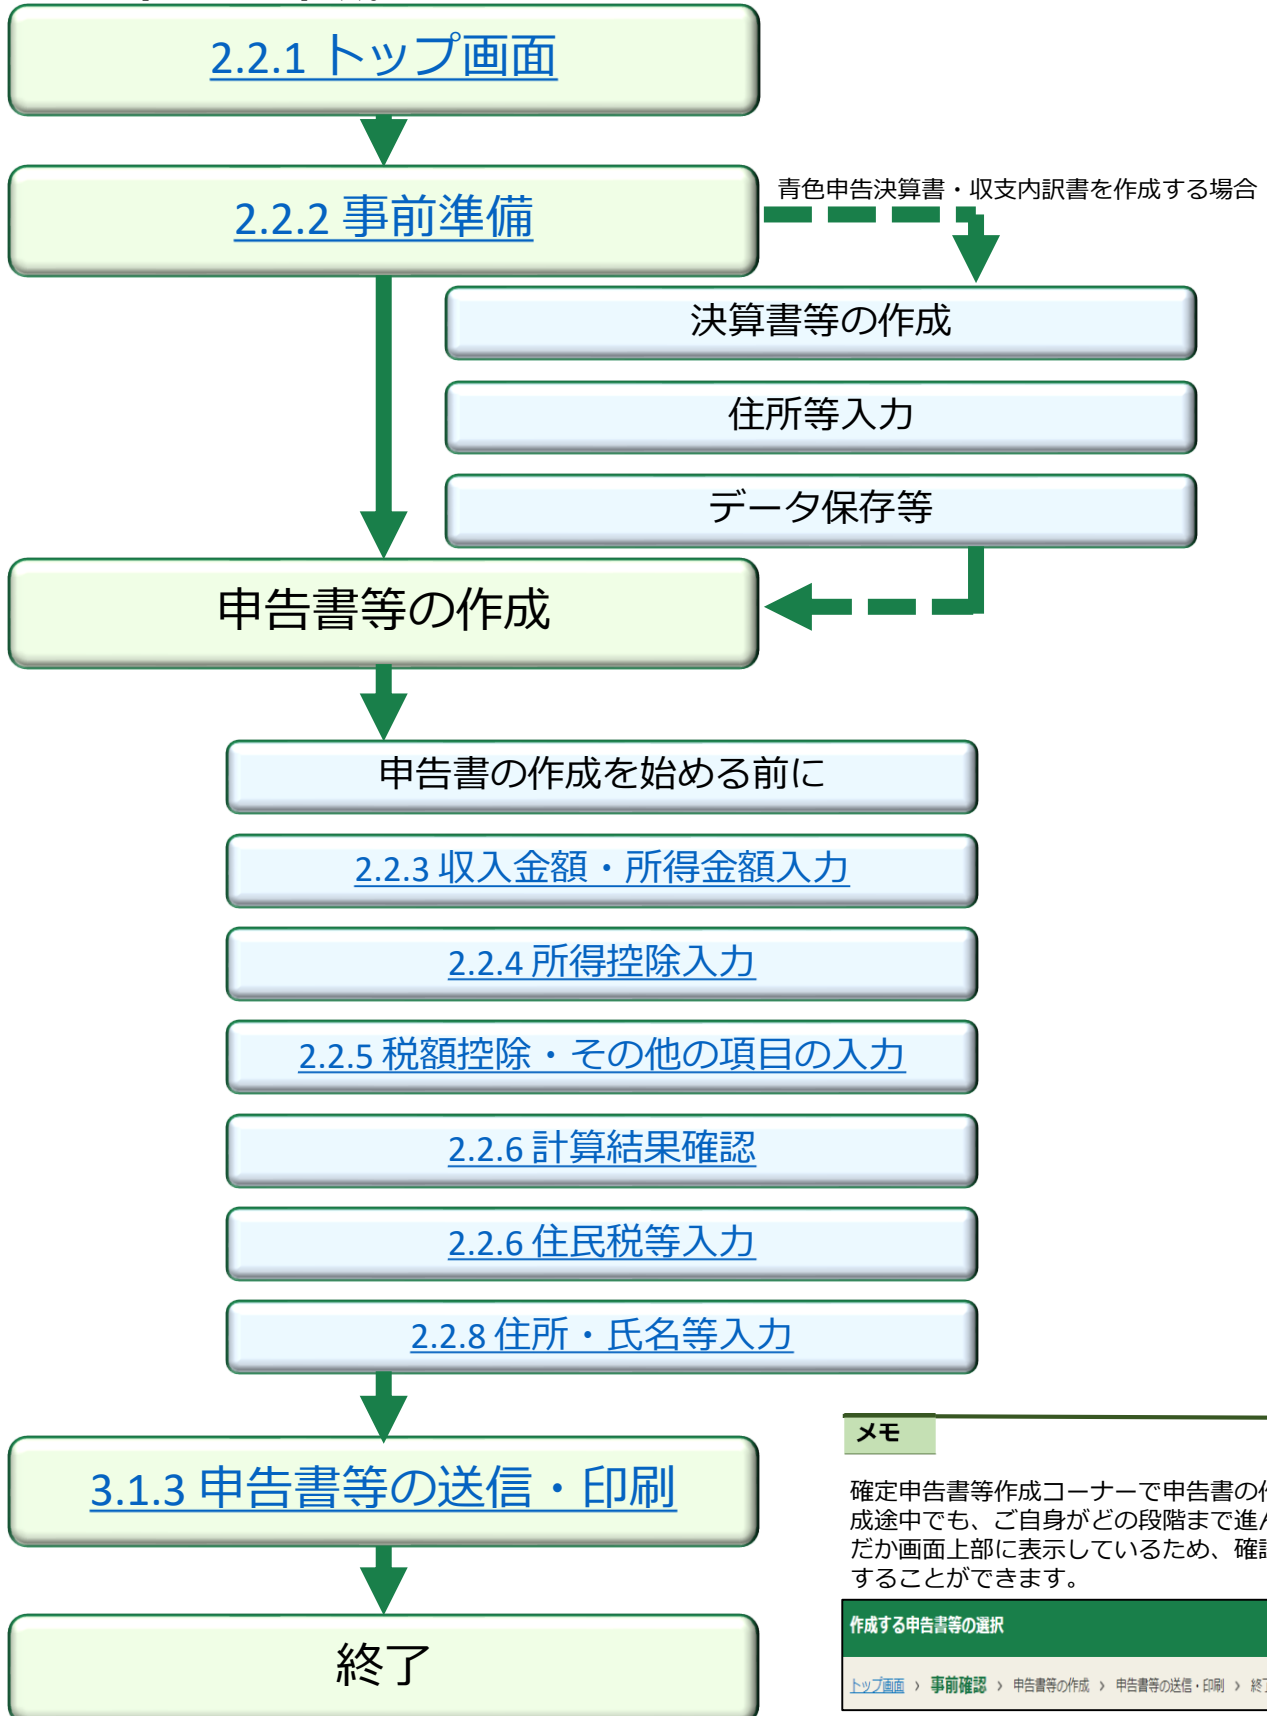 2.2.1 トップ画面
2.2.2 事前準備
青色申告決算書・収支内訳書を作成する場合
決算書等の作成
住所等入力
データ保存等
申告書等の作成
申告書の作成を始める前に
2.2.3 収入金額・所得金額入力
2.2.4 所得控除入力
2.2.5 税額控除・その他の項目の入力
2.2.6 計算結果確認
2.2.6 住民税等入力
2.2.8 住所・氏名等入力
3.1.3 申告書等の送信・印刷
終了
メモ
確定申告書等作成コーナーで申告書の作
成途中でも、ご自身がどの段階まで進ん
だか画面上部に表示しているため、確認
することができます。
作成する申告書等の選択
トップ画面 > 事前確認 > 申告書等の作成 > 申告書等の送信・印刷 > 終了